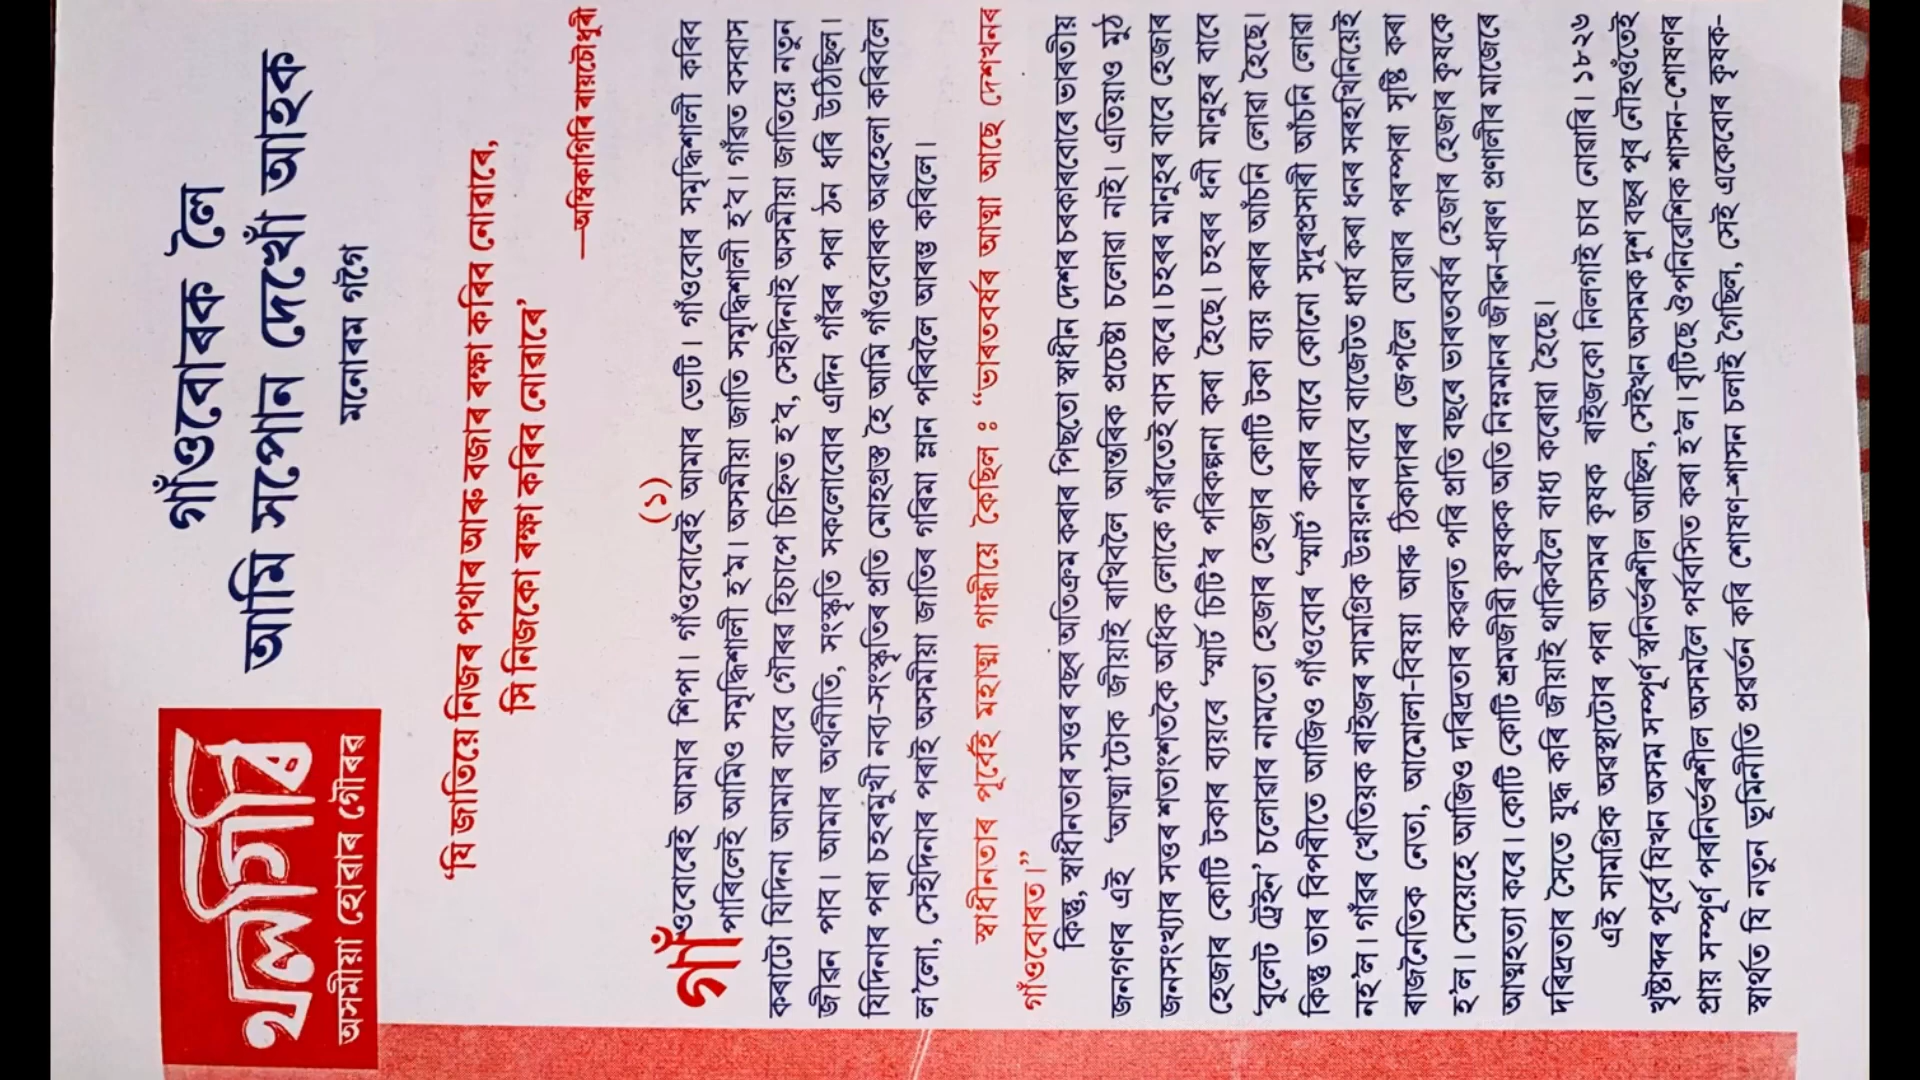 থলগিৰি
অসমীয়া হোৱাৰ গৌৰৱ
গাঁওবোৰক লৈ
আমি সপোন দেখোঁ আহক
মনোৰম গগৈ
'যি জাতিয়ে নিজৰ পথাৰ আৰু বজাৰ ৰক্ষা কৰিব নোৱাৰে,
সি নিজকো ৰক্ষা কৰিব নোৱাৰে'
—অম্বিকাগিৰি ৰায়চৌধুৰী
(১)
গাঁওবোৰেই আমাৰ শিপা। গাঁওবোৰেই আমাৰ ভেটি। গাঁওবোৰ সমৃদ্ধিশালী কৰিব
পাৰিলেই আমিও সমৃদ্ধিশালী হ'ম। অসমীয়া জাতি সমৃদ্ধিশালী হ'ব। গাঁৱত বসবাস
কৰাটো যিদিনা আমাৰ বাবে গৌৰৱ হিচাপে চিহ্নিত হ'ব, সেইদিনাই অসমীয়া জাতিয়ে নতুন
জীৱন পাব। আমাৰ অৰ্থনীতি, সংস্কৃতি সকলোবোৰ এদিন গাঁৱৰ পৰা ঠন ধৰি উঠিছিল।
যিদিনাৰ পৰা চহৰমুখী নব্য-সংস্কৃতিৰ প্ৰতি মোহগ্ৰস্ত হৈ আমি গাঁওবোৰক অৱহেলা কৰিবলৈ
ল'লো, সেইদিনাৰ পৰাই অসমীয়া জাতিৰ গৰিমা ম্লান পৰিবলৈ আৰম্ভ কৰিলে।
স্বাধীনতাৰ পূৰ্বেই মহাত্মা গান্ধীয়ে কৈছিল ঃ “ভাৰতবৰ্ষৰ আত্মা আছে দেশখনৰ
গাঁওবোৰত।”
কিন্তু, স্বাধীনতাৰ সত্তৰ বছৰ অতিক্ৰম কৰাৰ পিছতো স্বাধীন দেশৰ চৰকাৰবোৰে ভাৰতীয়
জনগণৰ এই 'আত্মা'টোক জীয়াই ৰাখিবলৈ আন্তৰিক প্ৰচেষ্টা চলোৱা নাই। এতিয়াও মুঠ
জনসংখ্যাৰ সত্তৰ শতাংশতকৈ অধিক লোকে গাঁৱতেই বাস কৰে। চহৰৰ মানুহৰ বাবে হেজাৰ
হেজাৰ কোটি টকাৰ ব্যয়ৰে 'স্মাৰ্ট চিটি'ৰ পৰিকল্পনা কৰা হৈছে। চহৰৰ ধনী মানুহৰ বাবে
'বুলেট ট্ৰেইন' চলোৱাৰ নামতো হেজাৰ হেজাৰ কোটি টকা ব্যয় কৰাৰ আঁচনি লোৱা হৈছে।
কিন্তু তাৰ বিপৰীতে আজিও গাঁওবোৰ 'স্মাৰ্ট' কৰাৰ বাবে কোনো সুদূৰপ্ৰসাৰী আঁচনি লোৱা
নহ'ল। গাঁৱৰ খেতিয়ক ৰাইজৰ সামগ্ৰিক উন্নয়নৰ বাবে বাজেটত ধাৰ্য কৰা ধনৰ সৰহখিনিয়েই
ৰাজনৈতিক নেতা, আমোলা-বিষয়া আৰু ঠিকাদাৰৰ জেপলৈ যোৱাৰ পৰম্পৰা সৃষ্টি কৰা
হ'ল। সেয়েহে আজিও দৰিদ্ৰতাৰ কৱলত পৰি প্ৰতি বছৰে ভাৰতবৰ্ষৰ হেজাৰ হেজাৰ কৃষকে
আত্মহত্যা কৰে। কোটি কোটি শ্ৰমজীৱী কৃষকক অতি নিম্নমানৰ জীৱন-ধাৰণ প্ৰণালীৰ মাজেৰে
দৰিদ্ৰতাৰ সৈতে যুদ্ধ কৰি জীয়াই থাকিবলৈ বাধ্য কৰোৱা হৈছে।
এই সামগ্ৰিক অৱস্থাটোৰ পৰা অসমৰ কৃষক ৰাইজকো নিলগাই চাব নোৱাৰি। ১৮২৬
খৃষ্টাব্দৰ পূৰ্বে যিখন অসম সম্পূৰ্ণ স্বনিৰ্ভৰশীল আছিল, সেইখন অসমক দুশ বছৰ পূৰ নৌহওঁতেই
প্ৰায় সম্পূৰ্ণ পৰনিৰ্ভৰশীল অসমলৈ পৰ্যবসিত কৰা হ'ল। বৃটিছে ঔপনিৱেশিক শাসন-শোষণৰ
স্বাৰ্থত যি নতুন ভূমিনীতি প্ৰৱৰ্তন কৰি শোষণ-শাসন চলাই গৈছিল, সেই একেবোৰ কৃষক-